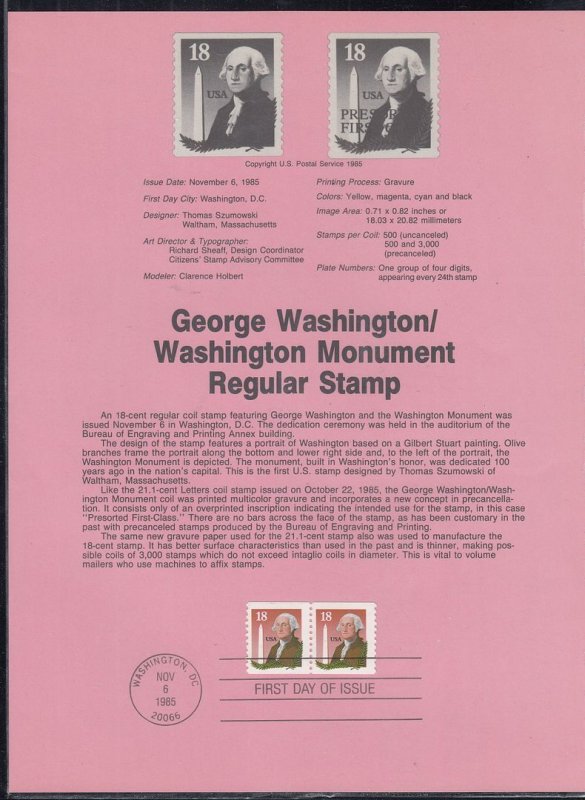 18
USA
18
USA
PRESOR
FIRST-C
Copyright U.S. Postal Service 1985
Issue Date: November 6, 1985
First Day City: Washington, D.C.
Designer: Thomas Szumowski
Waltham, Massachusetts
Art Director & Typographer:
Richard Sheaff, Design Coordinator
Citizens' Stamp Advisory Committee
Modeler: Clarence Holbert
Printing Process: Gravure
Colors: Yellow, magenta, cyan and black
Image Area: 0.71 x 0.82 inches or
18.03 x 20.82 millimeters
Stamps per Coil: 500 (uncanceled)
500 and 3,000
(precanceled)
Plate Numbers: One group of four digits,
appearing every 24th stamp
George Washington/
Washington Monument
Regular Stamp
An 18-cent regular coil stamp featuring George Washington and the Washington Monument was
issued November 6 in Washington, D.C. The dedication ceremony was held in the auditorium of the
Bureau of Engraving and Printing Annex building.
The design of the stamp features a portrait of Washington based on a Gilbert Stuart painting. Olive
branches frame the portrait along the bottom and lower right side and, to the left of the portrait, the
Washington Monument is depicted. The monument, built in Washington's honor, was dedicated 100
years ago in the nation's capital. This is the first U.S. stamp designed by Thomas Szumowski of
Waltham, Massachusetts.
Like the 21.1-cent Letters coil stamp issued on October 22, 1985, the George Washington/Wash-
ington Monument coil was printed multicolor gravure and incorporates a new concept in precancella-
tion. It consists only of an overprinted inscription indicating the intended use for the stamp, in this case
"Presorted First-Class." There are no bars across the face of the stamp, as has been customary in the
past with precanceled stamps produced by the Bureau of Engraving and Printing.
The same new gravure paper used for the 21.1-cent stamp also was used to manufacture the
18-cent stamp. It has better surface characteristics than used in the past and is thinner, making pos-
sible coils of 3,000 stamps which do not exceed intaglio coils in diameter. This is vital to volume
mailers who use machines to affix stamps.
18
USA
18
USA
WASHINGTON, DC
NOV
6
1985
20066
FIRST DAY OF ISSUE